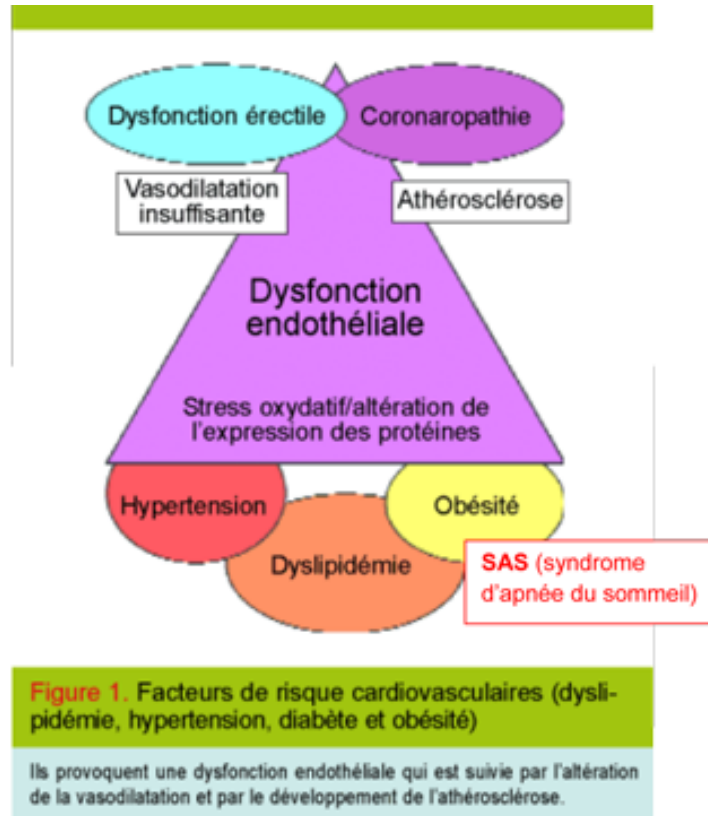 Dysfonction érectile
Coronaropathie
Vasodilatation
insuffisante
Athérosclérose
Dysfonction
endothéliale
Stress oxydatif/altération de
l'expression des protéines
Hypertension
Obésité
Dyslipidémie
SAS (syndrome
d'apnée du sommeil)
Figure 1. Facteurs de risque cardiovasculaires (dysli-
pidémie, hypertension, diabète et obésité)
Ils provoquent une dysfonction endothéliale qui est suivie par l'altération
de la vasodilatation et par le développement de l'athérosclérose.